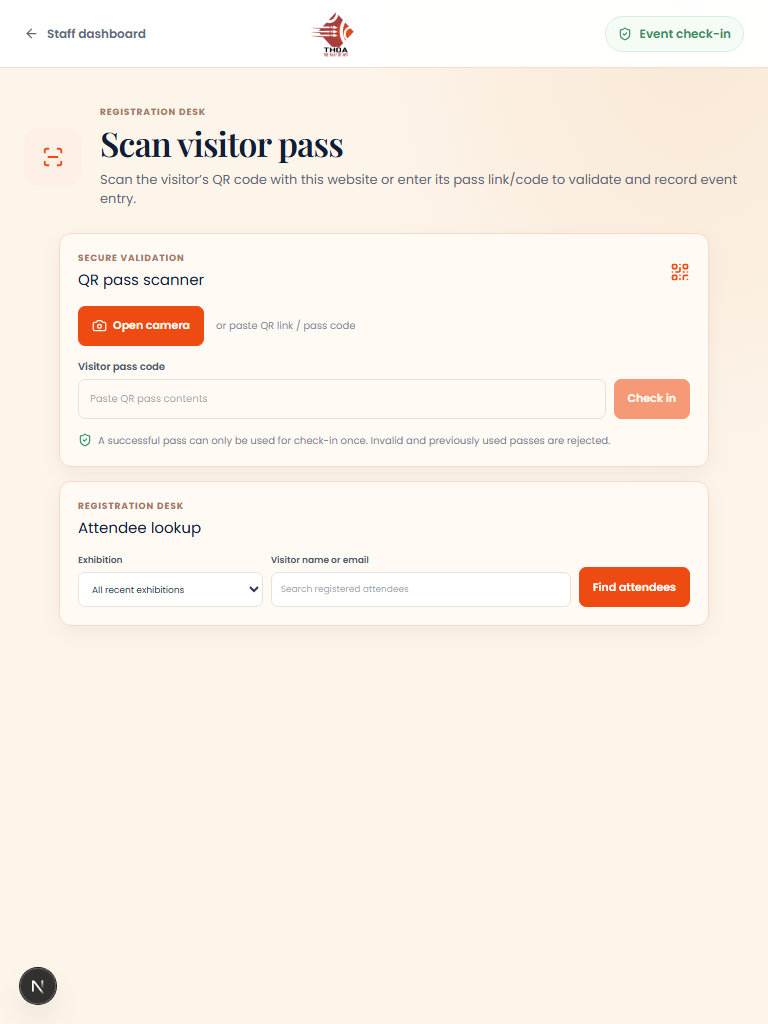 Staff dashboard
THOA
Event check-in
REGISTRATION DESK
Scan visitor pass
Scan the visitor’s QR code with this website or enter its pass link/code to validate and record event
entry.
SECURE VALIDATION
QR pass scanner
Open camera
or paste QR link / pass code
Visitor pass code
Paste QR pass contents
Check in
A successful pass can only be used for check-in once. Invalid and previously used passes are rejected.
REGISTRATION DESK
Attendee lookup
Exhibition
Visitor name or email
All recent exhibitions
Search registered attendees
Find attendees
N